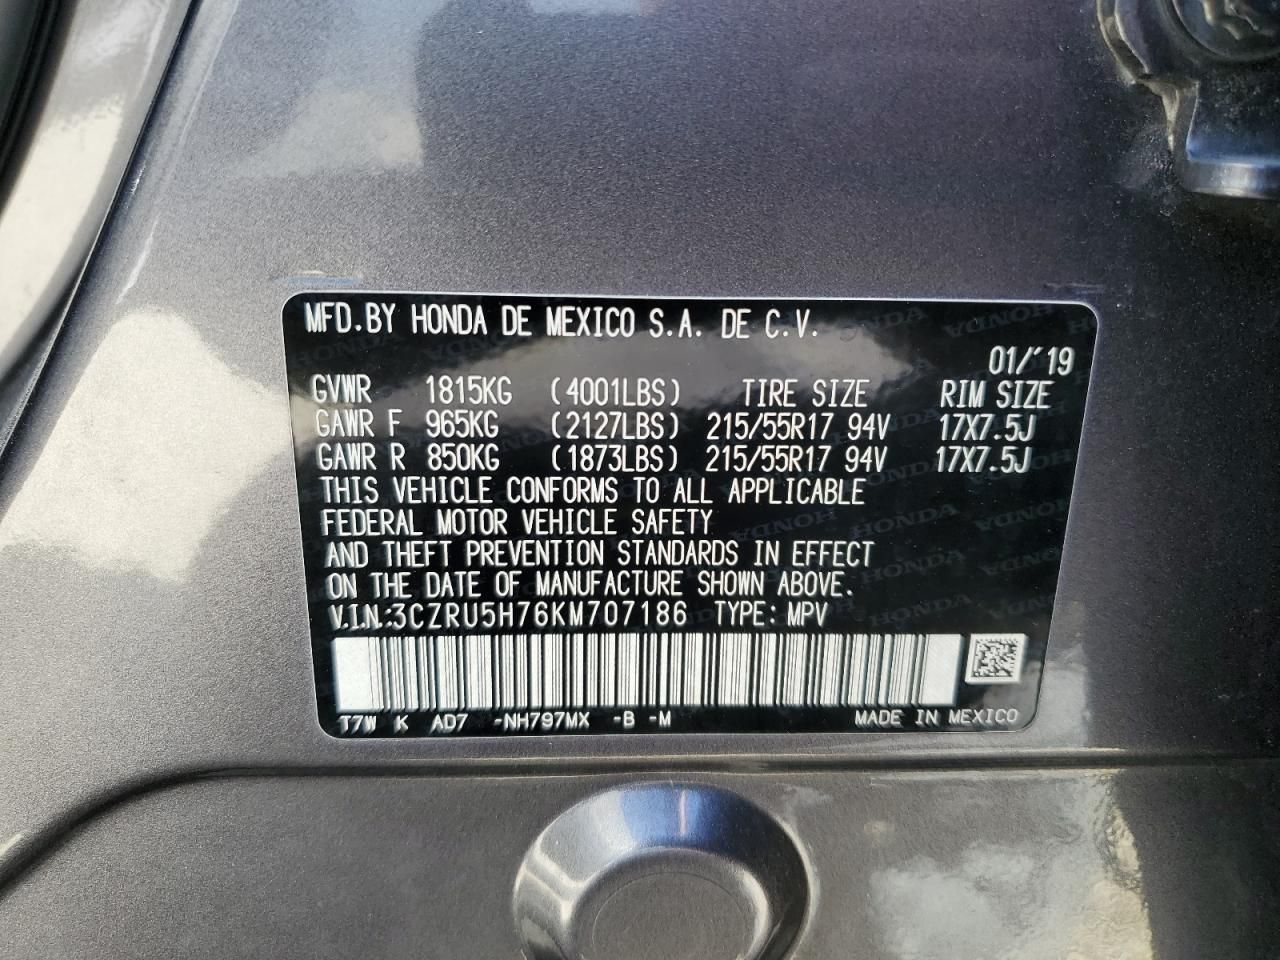 MFD.BY HONDA DE MEXICO S.A. DE C.V.
01/'19
GVWR 1815KG (4001LBS) TIRE SIZE RIM SIZE
GAWR F 965KG (2127LBS) 215/55R17 94V 17X7.5J
GAWR R 850KG (1873LBS) 215/55R17 94V 17X7.5J
THIS VEHICLE CONFORMS TO ALL APPLICABLE
FEDERAL MOTOR VEHICLE SAFETY
AND THEFT PREVENTION STANDARDS IN EFFECT
ON THE DATE OF MANUFACTURE SHOWN ABOVE.
V.I.N.:3CZRU5H76KM707186 TYPE: MPV
T7W K AD7 -NH797MX -B -M MADE IN MEXICO